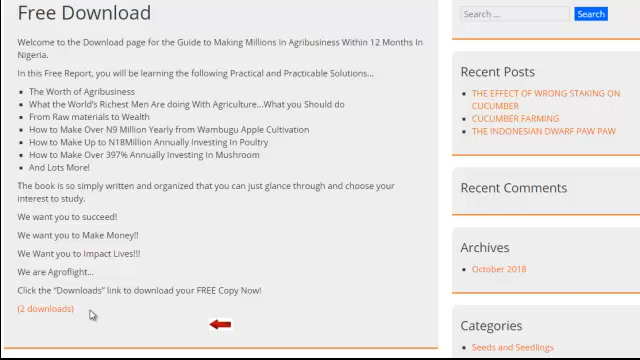 Free Download
Welcome to the Download page for the Guide to Making Millions In Agribusiness Within 12 Months In
Nigeria.
In this Free Report, you will be learning the following Practical and Practicable Solutions...
The Worth of Agribusiness
What the World's Richest Men Are doing With Agriculture...What you Should do
From Raw materials to Wealth
How to Make Over N9 Million Yearly from Wambugu Apple Cultivation
How to Make Up to N18Million Annually Investing In Poultry
How to Make Over 397% Annually Investing In Mushroom
And Lots More!
The book is so simply written and organized that you can just glance through and choose your
interest to study.
We want you to succeed!
We want you to Make Money!!
We Want you to Impact Lives!!!
We are Agroflight...
Click the "Downloads" link to download your FREE Copy Now!
(2 downloads)
Search ...
Search
Recent Posts
THE EFFECT OF WRONG STAKING ON
CUCUMBER
CUCUMBER FARMING
THE INDONESIAN DWARF PAW PAW
Recent Comments
Archives
October 2018
Categories
Seeds and Seedlings